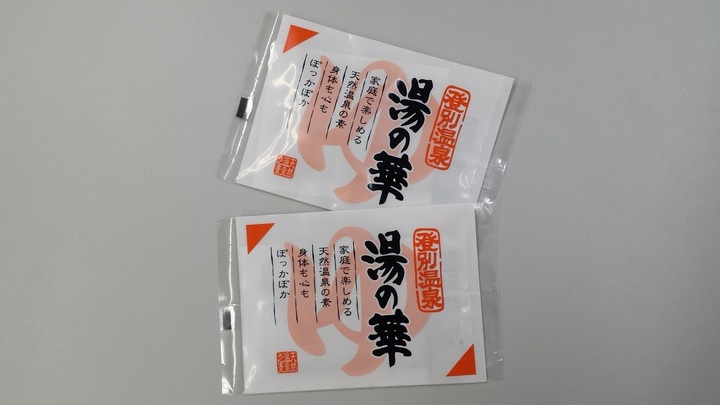 登別温泉
湯の華
家庭で楽しめる
天然温泉の素
身体も心も
ぽっかぽか
登別温泉
湯の華
家庭で楽しめる
天然温泉の素
身体も心も
ぽっかぽか